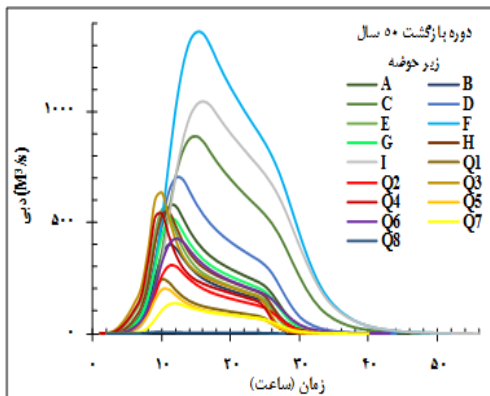 دوره بازگشت ۵۰ سال
زیر حوضه
A B
C D
E F
G H
I Q1
Q2 Q3
Q4 Q5
Q6 Q7
Q8
دبی (M³/s)
۱۰۰۰
۵۰۰
۰
۰ ۱۰ ۲۰ ۳۰ ۴۰ ۵۰
زمان (ساعت)